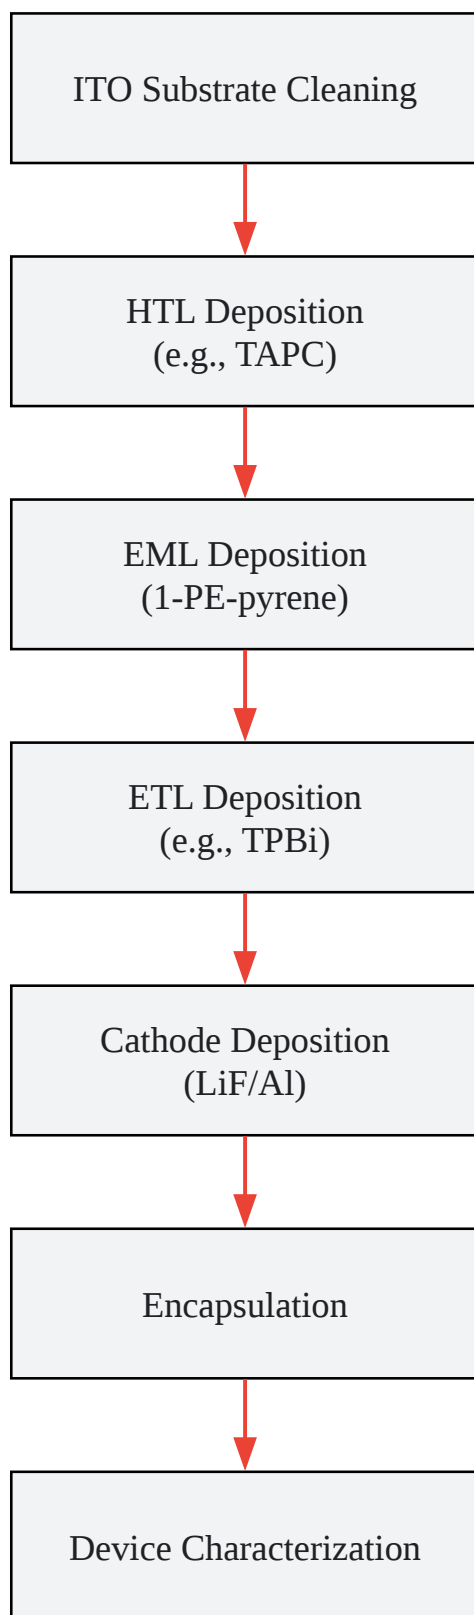 ITO Substrate Cleaning
HTL Deposition
(e.g., TAPC)
EML Deposition
(1-PE-pyrene)
ETL Deposition
(e.g., TPBi)
Cathode Deposition
(LiF/Al)
Encapsulation
Device Characterization